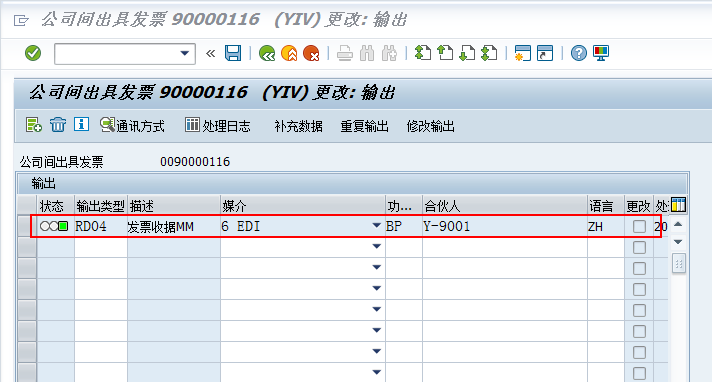 公司间出具发票 90000116 (YIV) 更改: 输出
公司间出具发票 90000116 (YIV) 更改: 输出
通讯方式 处理日志 补充数据 重复输出 修改输出
公司间出具发票 0090000116
输出
状态 输出类型 描述 媒介 功... 合伙人 语言 更改 处
RD04 发票收据MM 6 EDI BP Y-9001 ZH 20